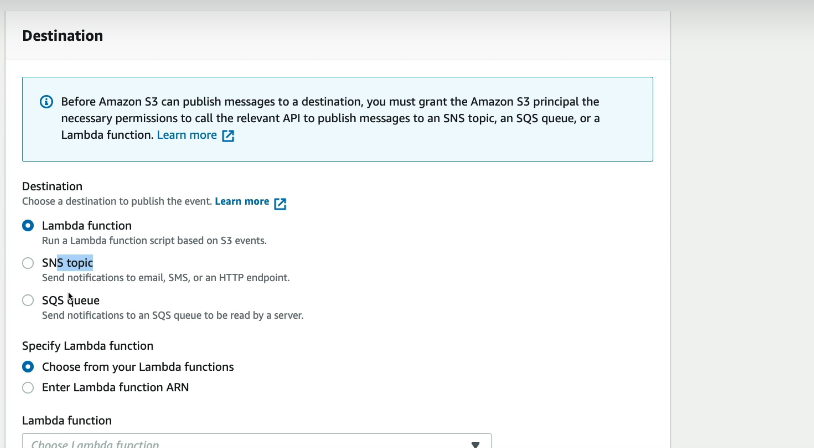 Destination
Before Amazon S3 can publish messages to a destination, you must grant the Amazon S3 principal the
necessary permissions to call the relevant API to publish messages to an SNS topic, an SQS queue, or a
Lambda function. Learn more
Destination
Choose a destination to publish the event. Learn more
Lambda function
Run a Lambda function script based on S3 events.
SNS topic
Send notifications to email, SMS, or an HTTP endpoint.
SQS queue
Send notifications to an SQS queue to be read by a server.
Specify Lambda function
Choose from your Lambda functions
Enter Lambda function ARN
Lambda function
Choose Lambda function